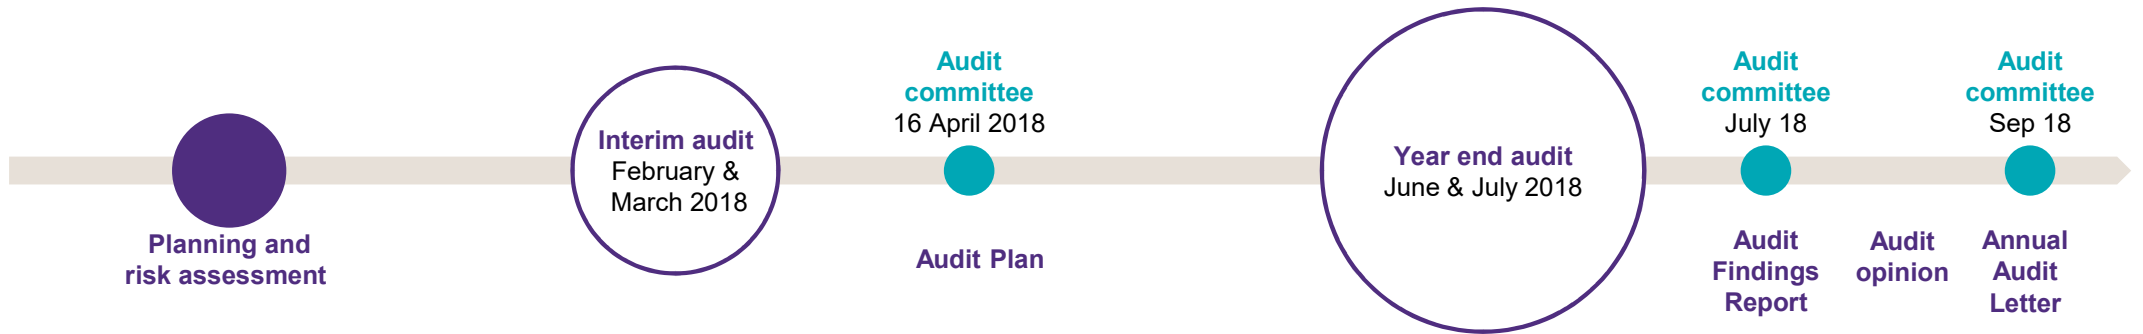 Planning and
risk assessment
Interim audit
February &
March 2018
Audit
committee
16 April 2018
Audit Plan
Year end audit
June & July 2018
Audit
committee
July 18
Audit
Findings
Report
Audit
opinion
Audit
committee
Sep 18
Annual
Audit
Letter